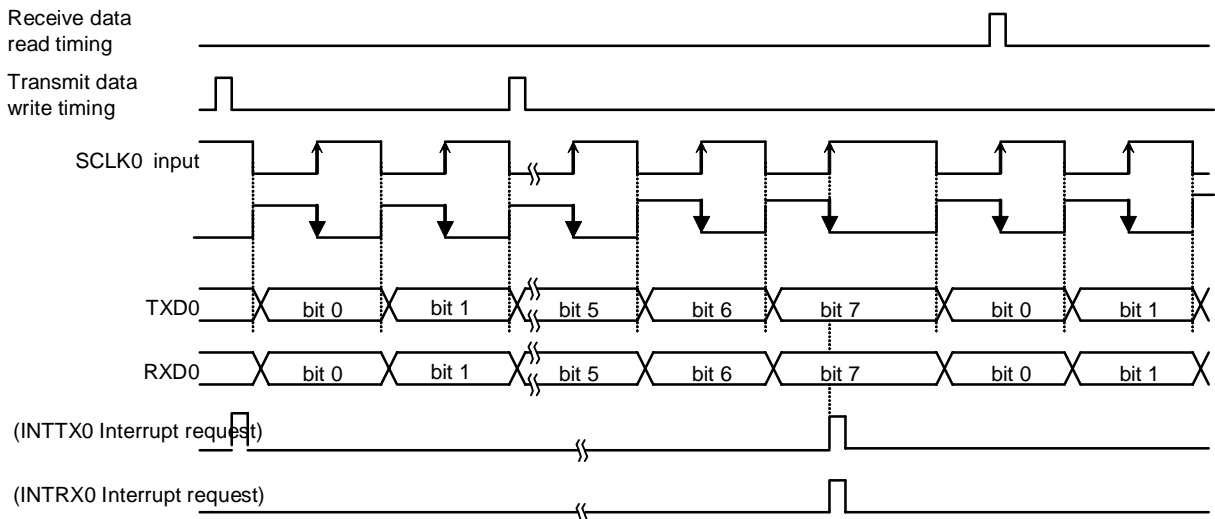 Receive data
read timing
Transmit data
write timing
SCLK0 input
TXD0 bit 0 bit 1 bit 5 bit 6 bit 7 bit 0 bit 1
RXD0 bit 0 bit 1 bit 5 bit 6 bit 7 bit 0 bit 1
(INTTX0 Interrupt request)
(INTRX0 Interrupt request)